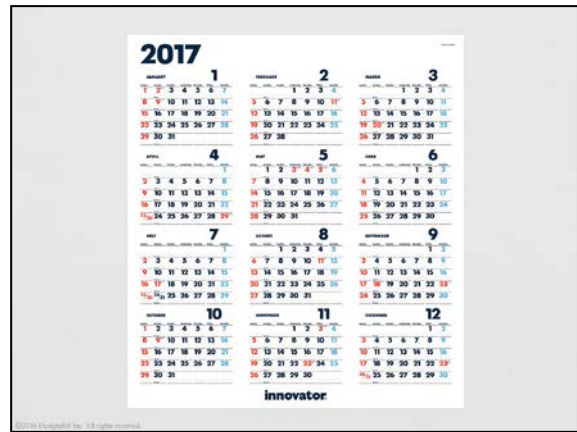 2017
JANUARY 1
1 2 3 4 5 6 7
8 9 10 11 12 13 14
15 16 17 18 19 20 21
22 23 24 25 26 27 28
29 30 31
FEBRUARY 2
1 2 3 4
5 6 7 8 9 10 11
12 13 14 15 16 17 18
19 20 21 22 23 24 25
26 27 28
MARCH 3
1 2 3 4
5 6 7 8 9 10 11
12 13 14 15 16 17 18
19 20 21 22 23 24 25
26 27 28 29 30 31
APRIL 4
1
2 3 4 5 6 7 8
9 10 11 12 13 14 15
16 17 18 19 20 21 22
23/30 24 25 26 27 28 29
MAY 5
1 2 3 4 5 6
7 8 9 10 11 12 13
14 15 16 17 18 19 20
21 22 23 24 25 26 27
28 29 30 31
JUNE 6
1 2 3
4 5 6 7 8 9 10
11 12 13 14 15 16 17
18 19 20 21 22 23 24
25 26 27 28 29 30
JULY 7
1
2 3 4 5 6 7 8
9 10 11 12 13 14 15
16 17 18 19 20 21 22
23/30 24/31 25 26 27 28 29
AUGUST 8
1 2 3 4 5
6 7 8 9 10 11 12
13 14 15 16 17 18 19
20 21 22 23 24 25 26
27 28 29 30 31
SEPTEMBER 9
1 2
3 4 5 6 7 8 9
10 11 12 13 14 15 16
17 18 19 20 21 22 23
24 25 26 27 28 29 30
OCTOBER 10
1 2 3 4 5 6 7
8 9 10 11 12 13 14
15 16 17 18 19 20 21
22 23 24 25 26 27 28
29 30 31
NOVEMBER 11
1 2 3 4
5 6 7 8 9 10 11
12 13 14 15 16 17 18
19 20 21 22 23 24 25
26 27 28 29 30
DECEMBER 12
1 2
3 4 5 6 7 8 9
10 11 12 13 14 15 16
17 18 19 20 21 22 23
24/31 25 26 27 28 29 30
innovator
©2016 Designphil Inc. All rights reserved.